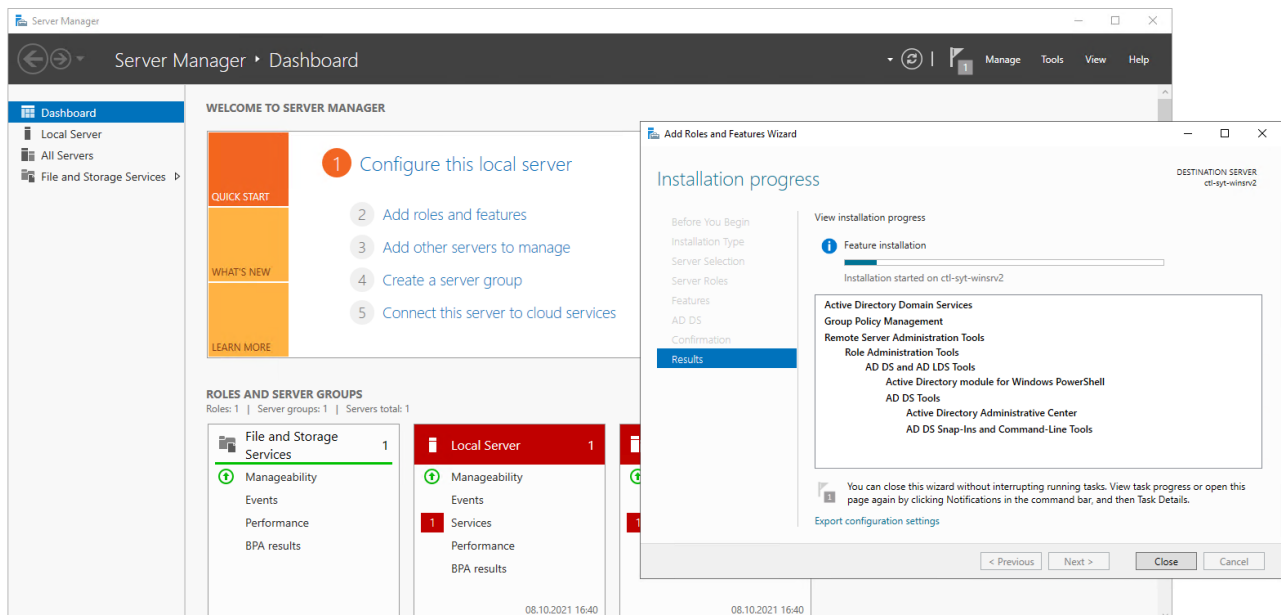 Server Manager
Server Manager ‣ Dashboard
1
Manage
Tools
View
Help
Dashboard
Local Server
All Servers
File and Storage Services
WELCOME TO SERVER MANAGER
QUICK START
WHAT'S NEW
LEARN MORE
1 Configure this local server
2 Add roles and features
3 Add other servers to manage
4 Create a server group
5 Connect this server to cloud services
ROLES AND SERVER GROUPS
Roles: 1 | Server groups: 1 | Servers total: 1
File and Storage
Services
1
Manageability
Events
Performance
BPA results
Local Server 1
Manageability
Events
1 Services
Performance
BPA results
08.10.2021 16:40
1
08.10.2021 16:40
Add Roles and Features Wizard
Installation progress
DESTINATION SERVER
ctl-syt-winsrv2
Before You Begin
Installation Type
Server Selection
Server Roles
Features
AD DS
Confirmation
Results
View installation progress
Feature installation
Installation started on ctl-syt-winsrv2
Active Directory Domain Services
Group Policy Management
Remote Server Administration Tools
Role Administration Tools
AD DS and AD LDS Tools
Active Directory module for Windows PowerShell
AD DS Tools
Active Directory Administrative Center
AD DS Snap-Ins and Command-Line Tools
1
You can close this wizard without interrupting running tasks. View task progress or open this
page again by clicking Notifications in the command bar, and then Task Details.
Export configuration settings
< Previous
Next >
Close
Cancel